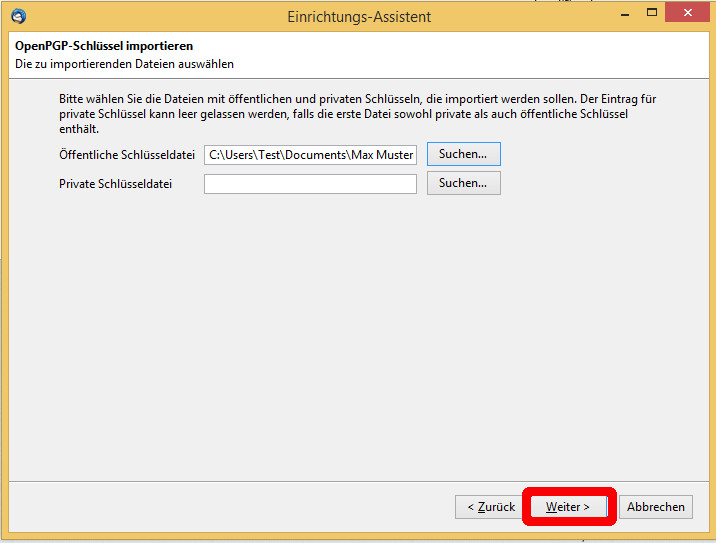 Einrichtungs-Assistent
OpenPGP-Schlüssel importieren
Die zu importierenden Dateien auswählen
Bitte wählen Sie die Dateien mit öffentlichen und privaten Schlüsseln, die importiert werden sollen. Der Eintrag für
private Schlüssel kann leer gelassen werden, falls die erste Datei sowohl private als auch öffentliche Schlüssel
enthält.
Öffentliche Schlüsseldatei C:\Users\Test\Documents\Max Muster Suchen...
Private Schlüsseldatei Suchen...
< Zurück Weiter > Abbrechen